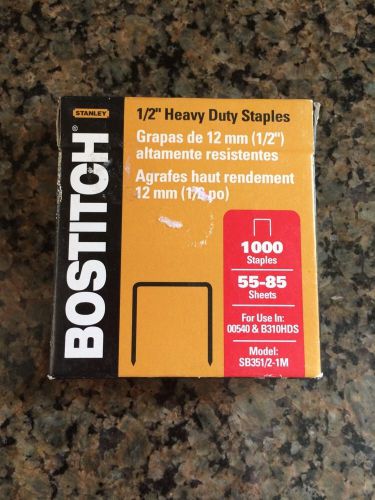 STANLEY
BOSTITCH®
1/2" Heavy Duty Staples
Grapas de 12 mm (1/2")
altamente resistentes
Agrafes haut rendement
12 mm (1/2 po)
1000
Staples
55-85
Sheets
For Use In:
00540 & B310HDS
Model:
SB351/2-1M